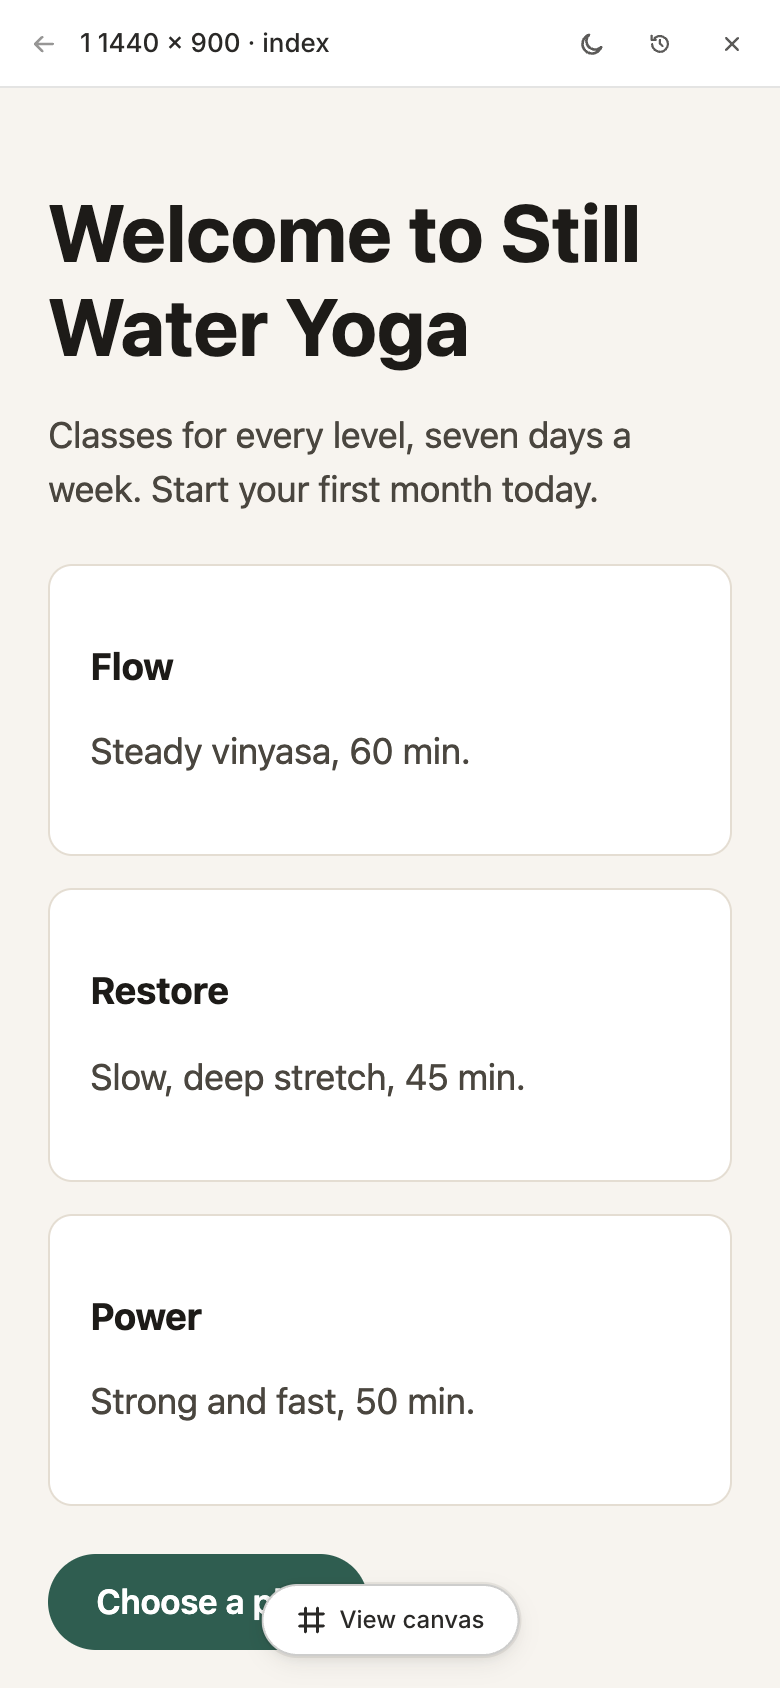 1 1440 × 900 · index
Welcome to Still
Water Yoga
Classes for every level, seven days a
week. Start your first month today.
Flow
Steady vinyasa, 60 min.
Restore
Slow, deep stretch, 45 min.
Power
Strong and fast, 50 min.
Choose a
View canvas